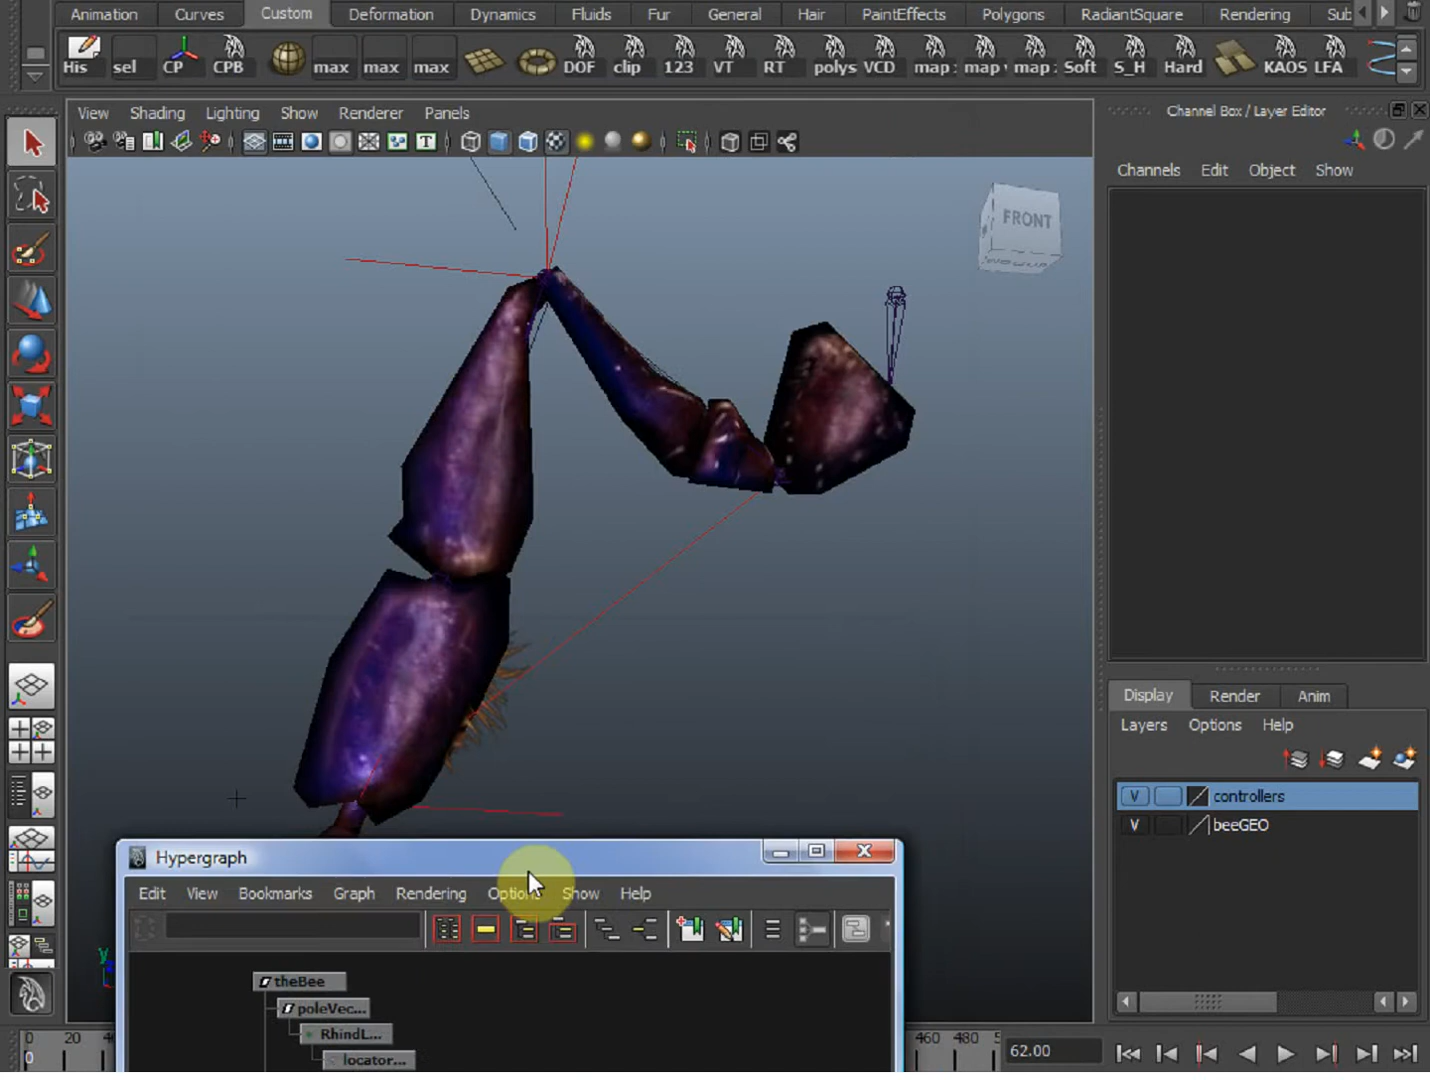 Animation Curves Custom Deformation Dynamics Fluids Fur General Hair PaintEffects Polygons RadiantSquare Rendering Sub
His sel CP CPB max max max DOF clip 123 VT RT polys VCD map : map map : Soft S_H Hard KAOS LFA
View Shading Lighting Show Renderer Panels
Channel Box / Layer Editor
Channels Edit Object Show
FRONT
Display Render Anim
Layers Options Help
V controllers
V beeGEO
y
Hypergraph
Edit View Bookmarks Graph Rendering Options Show Help
theBee
poleVec...
RhindL...
locator...
0 20 40 460 480 5
0
62.00